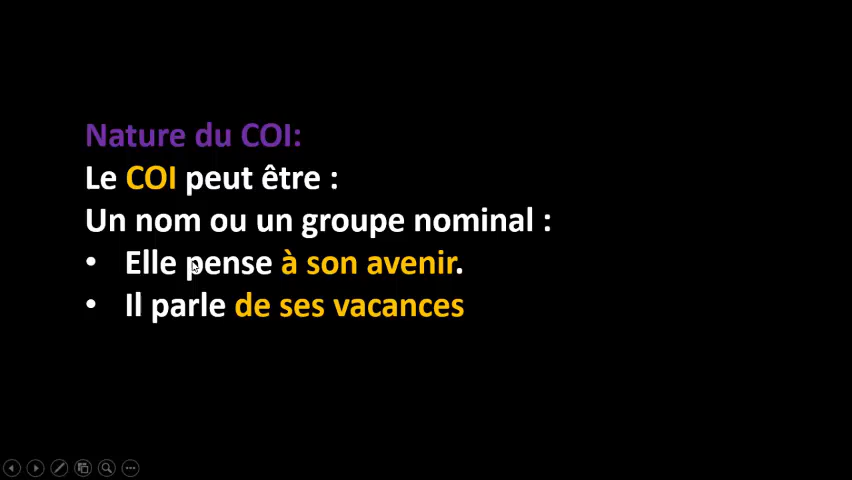 Nature du COI:
Le COI peut être :
Un nom ou un groupe nominal :
• Elle pense à son avenir.
• Il parle de ses vacances